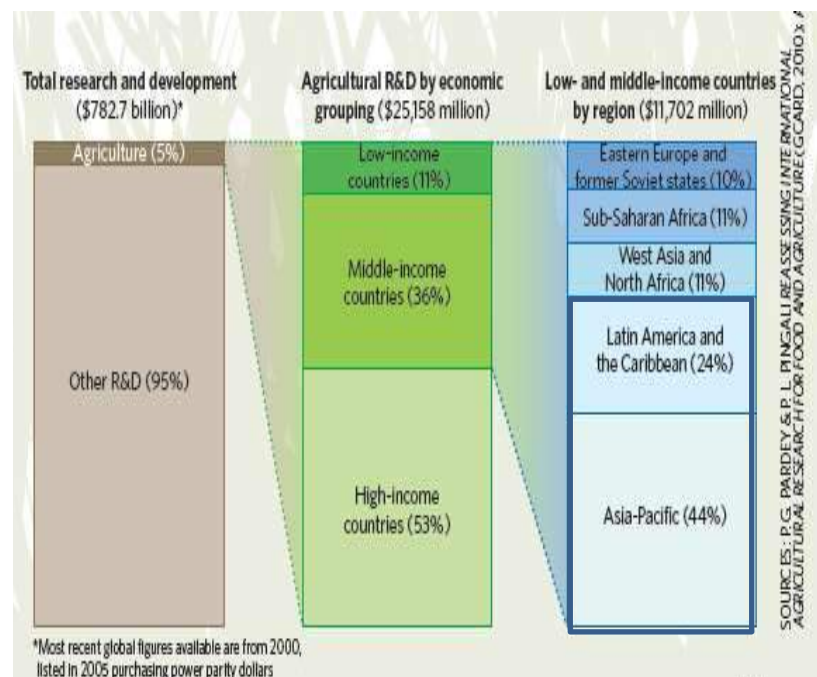 Total research and development
($782.7 billion)*
Agriculture (5%)
Other R&D (95%)
Agricultural R&D by economic
grouping ($25,158 million)
Low-income
countries (11%)
Middle-income
countries (36%)
High-income
countries (53%)
Low- and middle-income countries
by region ($11,702 million)
Eastern Europe and
former Soviet states (10%)
Sub-Saharan Africa (11%)
West Asia and
North Africa (11%)
Latin America and
the Caribbean (24%)
Asia-Pacific (44%)
*Most recent global figures available are from 2000,
listed in 2005 purchasing power parity dollars
SOURCES: P.G. PARDEY & P. L. PINGALI REASSESSING INTERNATIONAL
AGRICULTURAL RESEARCH FOR FOOD AND AGRICULTURE (GCARD, 2010);